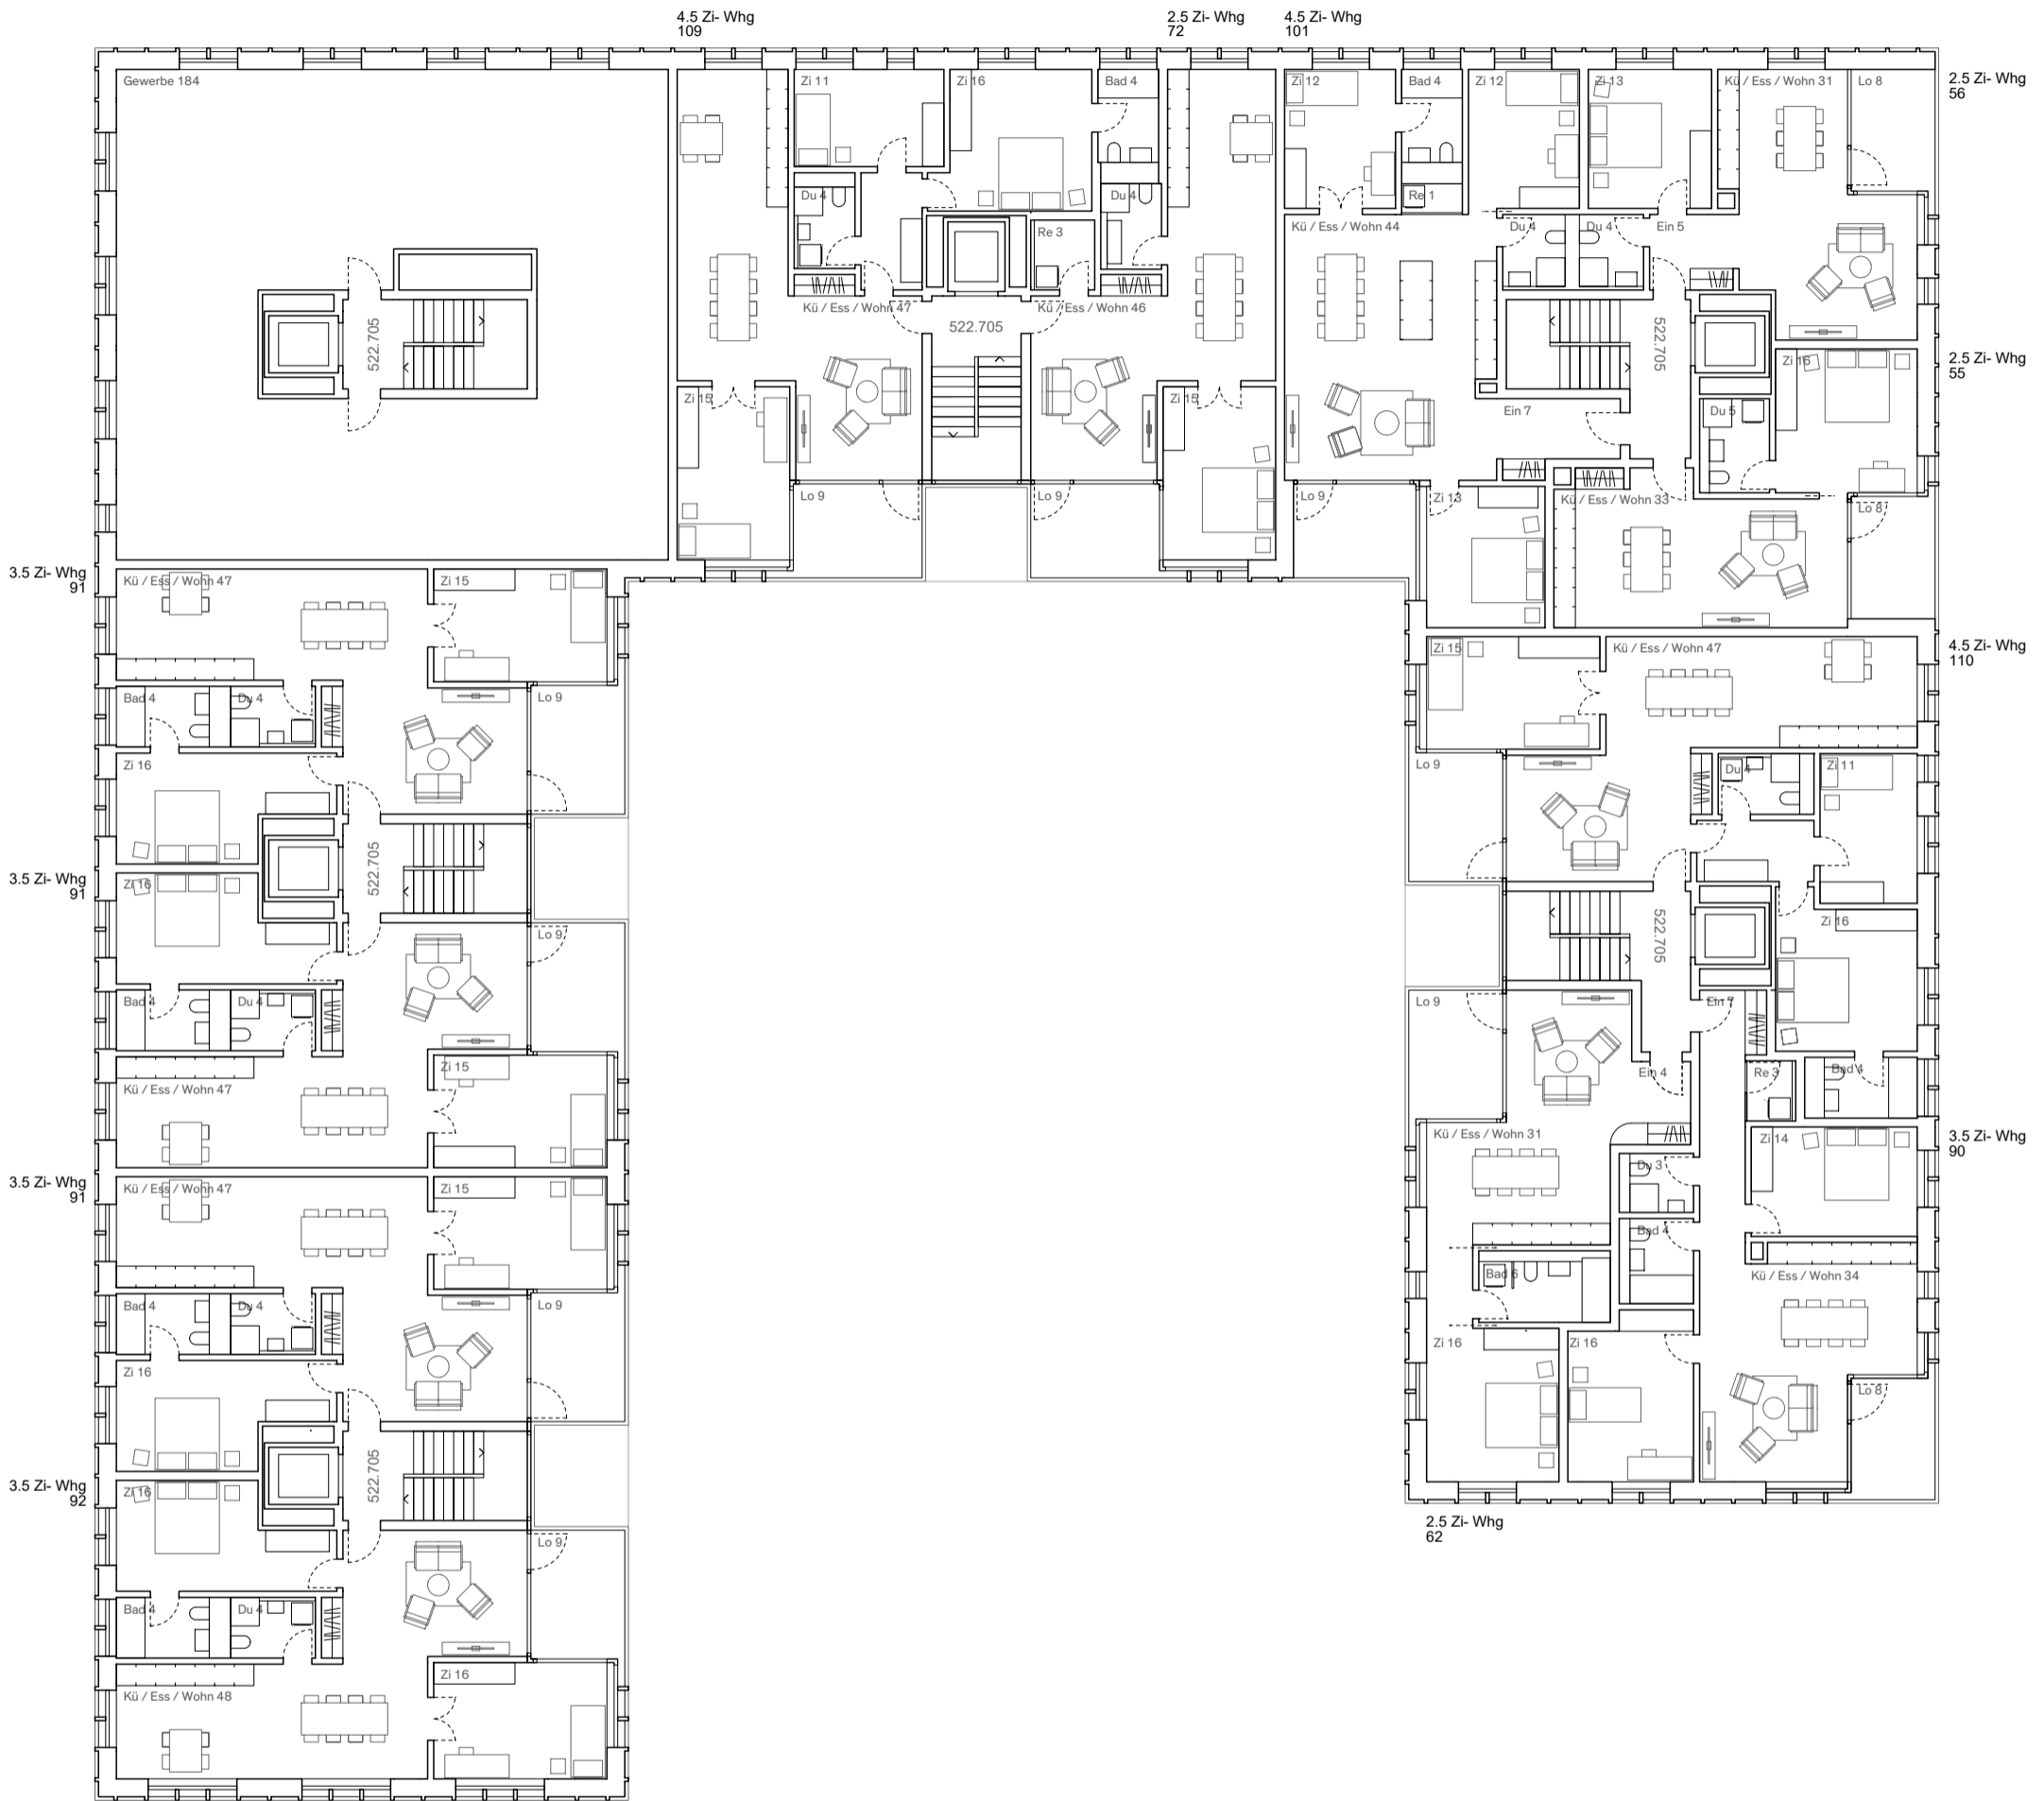 4.5 Zi- Whg
109
2.5 Zi- Whg
72
4.5 Zi- Whg
101
Gewerbe 184
Zi 11
Zi 16
Bad 4
Zi 12
Bad 4
Zi 12
Zi 13
Kü / Ess / Wohn 31
Lo 8
2.5 Zi- Whg
56
Du 4
Du 4
Re 1
Re 3
Kü / Ess / Wohn 44
Du 4
Du 4
Ein 5
Kü / Ess / Wohn 47
Kü / Ess / Wohn 46
522.705
522.705
522.705
2.5 Zi- Whg
55
Zi 16
Zi 15
Zi 15
Ein 7
Du 5
Lo 9
Lo 9
Lo 9
Zi 13
Kü / Ess / Wohn 33
Lo 8
3.5 Zi- Whg
91
Kü / Ess / Wohn 47
Zi 15
Zi 15
Kü / Ess / Wohn 47
4.5 Zi- Whg
110
Bad 4
Du 4
Lo 9
Zi 16
Lo 9
Du 4
Zi 11
3.5 Zi- Whg
91
Zi 16
522.705
Lo 9
Zi 16
522.705
Bad 4
Du 4
Lo 9
Ein 7
Zi 15
Kü / Ess / Wohn 47
Ein 4
Re 3
Bad 4
Kü / Ess / Wohn 31
Zi 14
3.5 Zi- Whg
90
3.5 Zi- Whg
91
Kü / Ess / Wohn 47
Zi 15
Du 3
Bad 4
Bad 4
Du 4
Lo 9
Bad 6
Kü / Ess / Wohn 34
Zi 16
Zi 16
Zi 16
Lo 8
3.5 Zi- Whg
92
Zi 16
522.705
Lo 9
2.5 Zi- Whg
62
Bad 4
Du 4
Zi 16
Kü / Ess / Wohn 48